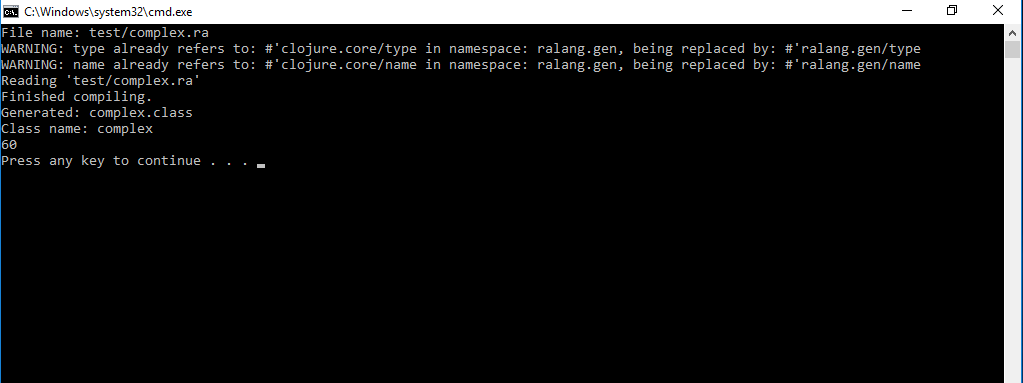 C:\Windows\system32\cmd.exe
File name: test/complex.ra
WARNING: type already refers to: #'clojure.core/type in namespace: ralang.gen, being replaced by: #'ralang.gen/type
WARNING: name already refers to: #'clojure.core/name in namespace: ralang.gen, being replaced by: #'ralang.gen/name
Reading 'test/complex.ra'
Finished compiling.
Generated: complex.class
Class name: complex
60
Press any key to continue . . .